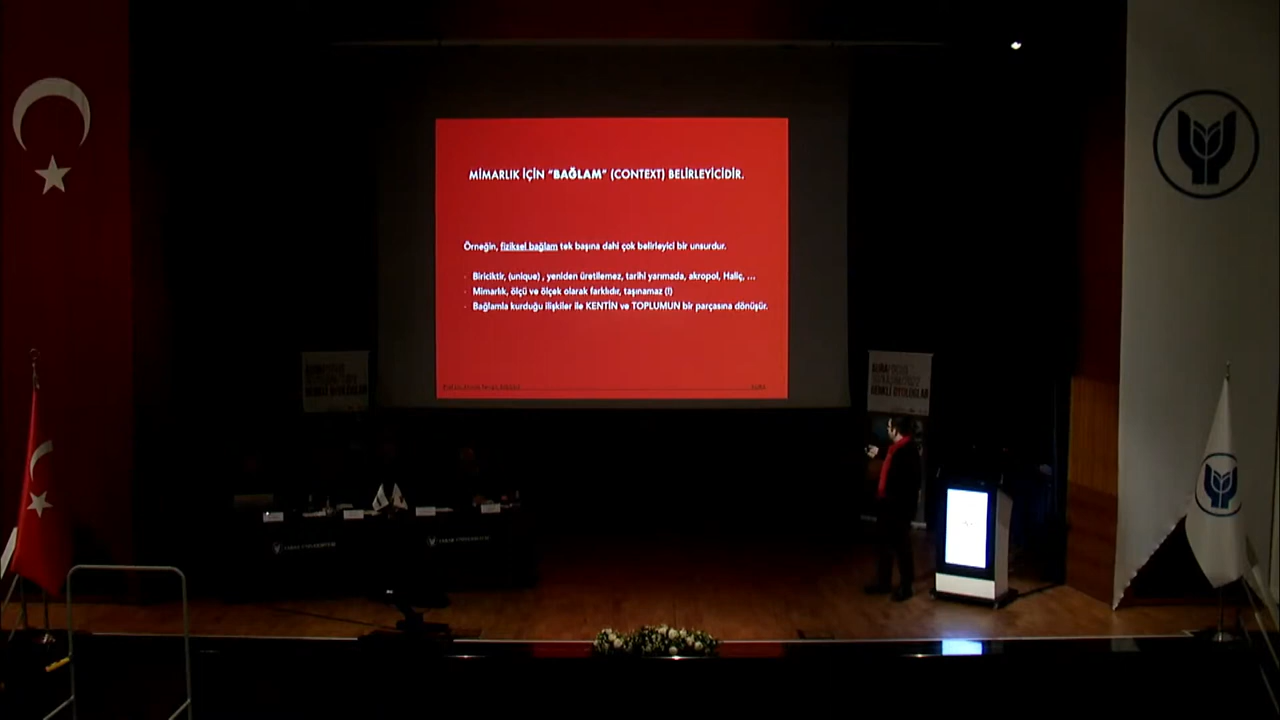 MİMARLIK İÇİN “BAĞLAM” (CONTEXT) BELİRLEYİCİDİR.
Örneğin, fiziksel bağlam tek başına dahi çok belirleyici bir unsurdur.
- Biriciktir, (unique) , yeniden üretilemez, tarihi yarımada, akropol, Haliç, ...
- Mimarlık, ölçü ve ölçek olarak farklıdır, taşınamaz (!)
- Bağlamla kurduğu ilişkiler ile KENTİN ve TOPLUMUN bir parçasına dönüşür.